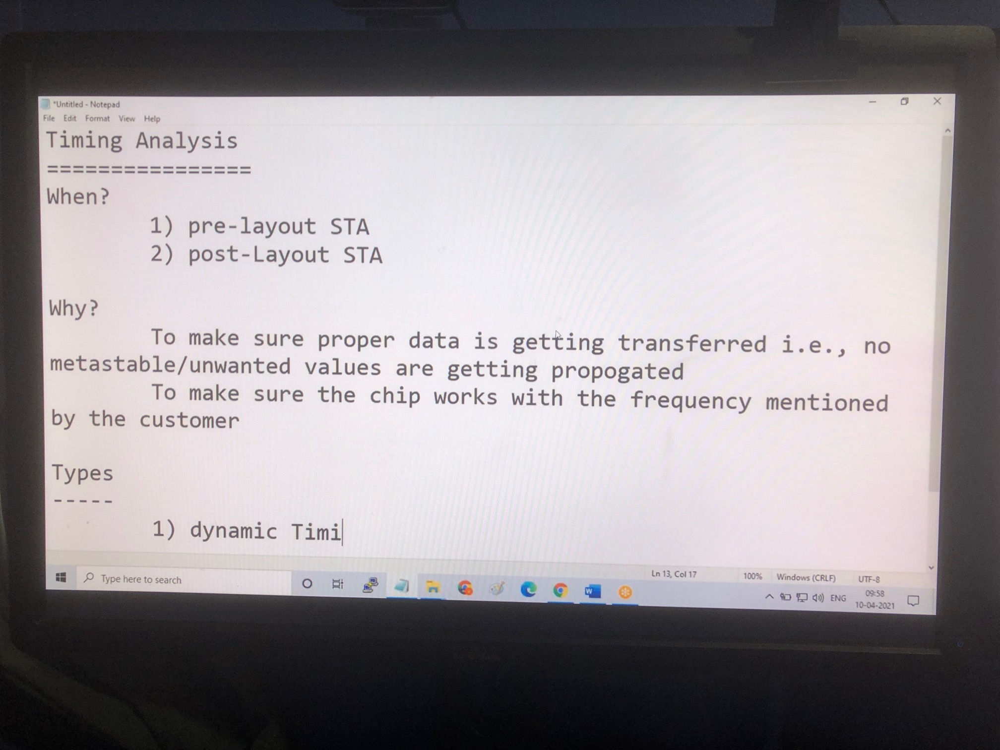 *Untitled - Notepad
File Edit Format View Help
Timing Analysis
================
When?
1) pre-layout STA
2) post-Layout STA
Why?
To make sure proper data is getting transferred i.e., no
metastable/unwanted values are getting propogated
To make sure the chip works with the frequency mentioned
by the customer
Types
-----
1) dynamic Timi
Ln 13, Col 17 100% Windows (CRLF) UTF-8
Type here to search
ENG
09:58
10-04-2021